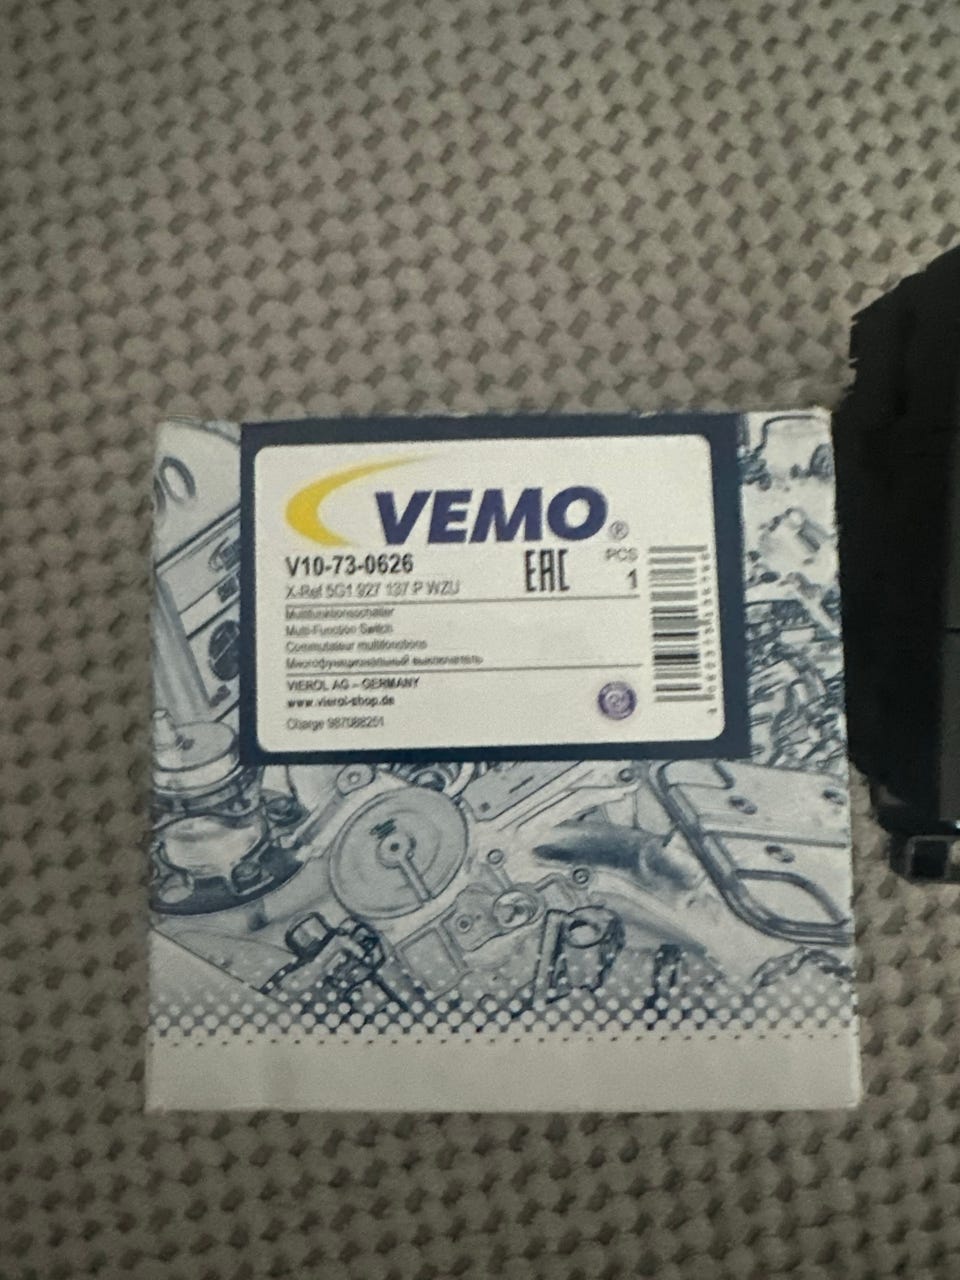 VEMO®
V10-73-0626
EAC
PCS
1
X-Ref 5G1 927 137 P WZU
Multifunktionsschalter
Multi-Function Switch
Commutateur multifonctions
Многофункциональный выключатель
VIEROL AG – GERMANY
www.vierol-shop.de
Charge 987088251